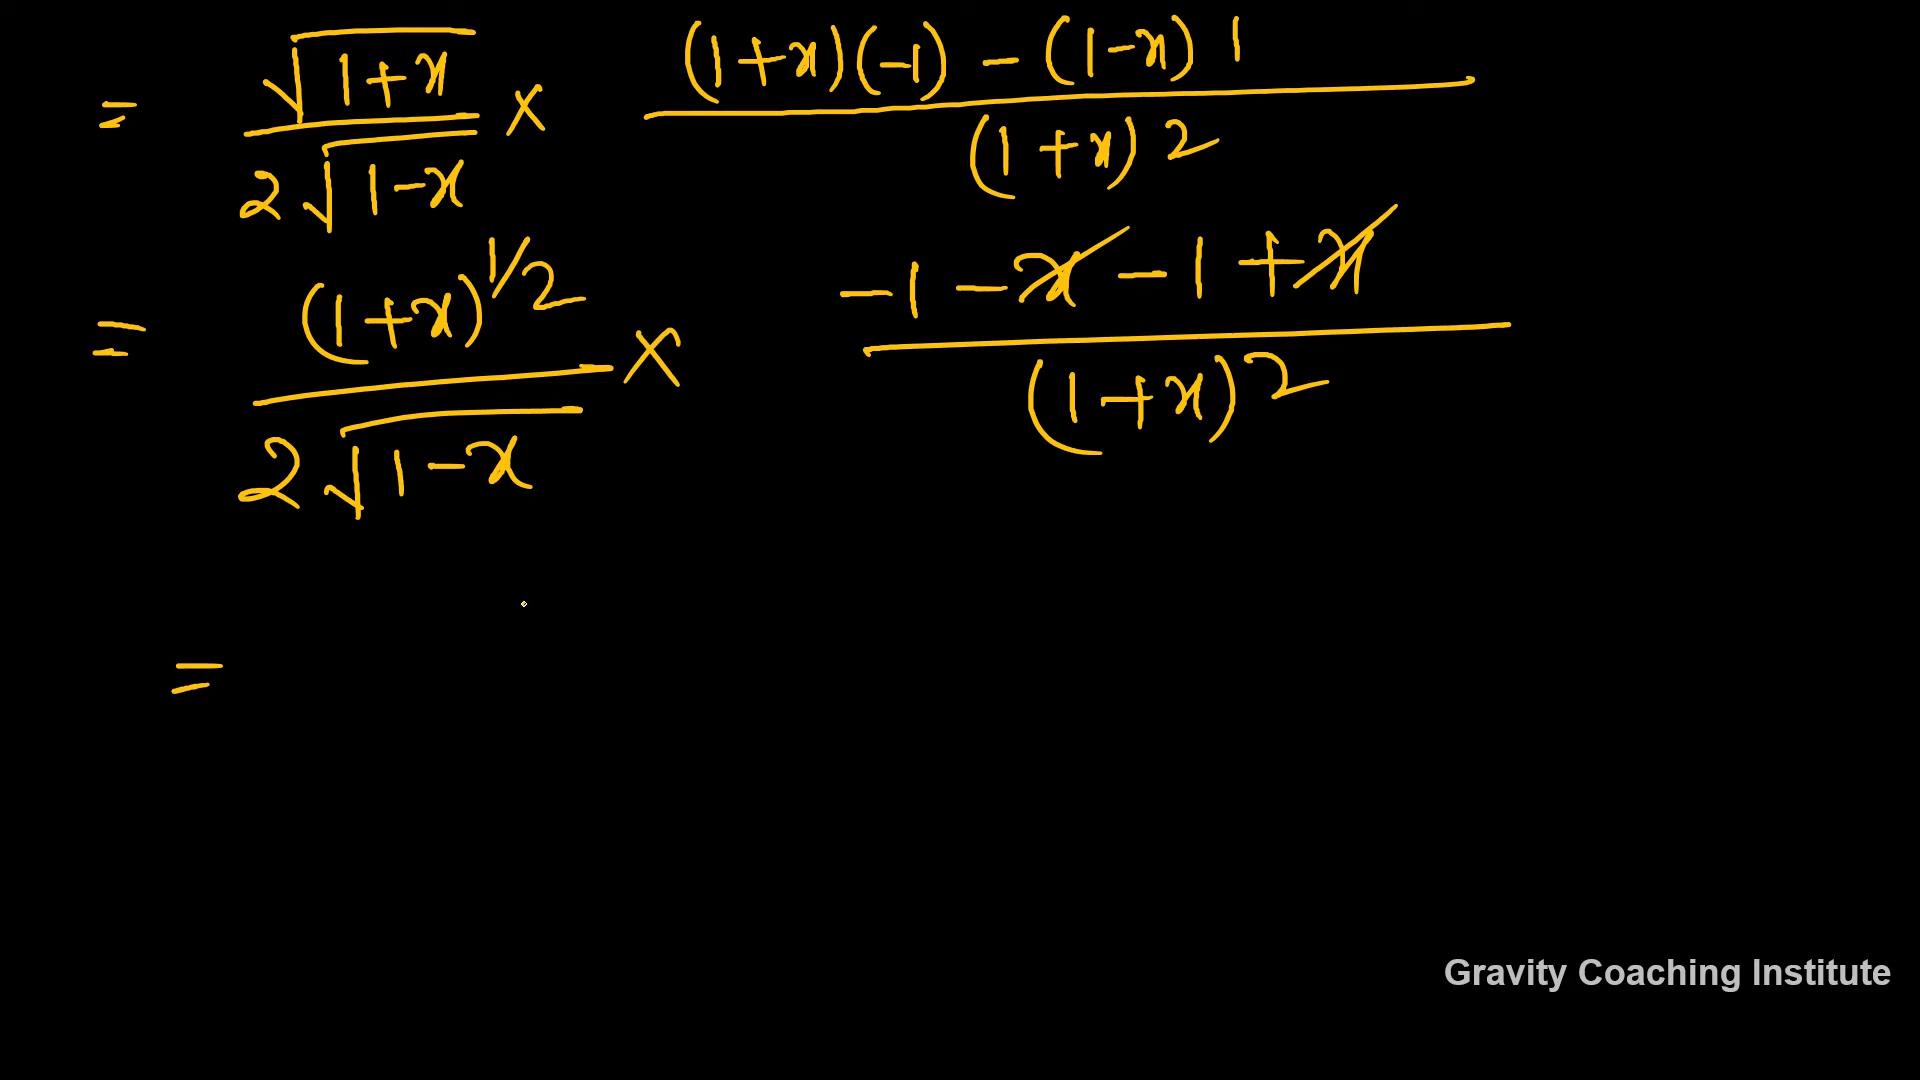 = √(1+x) / 2√(1-x) × (1+x)(-1) - (1-x) 1 / (1+x)²
= (1+x)^1/2 / 2√(1-x) × -1 - x - 1 + x / (1+x)²
=
Gravity Coaching Institute